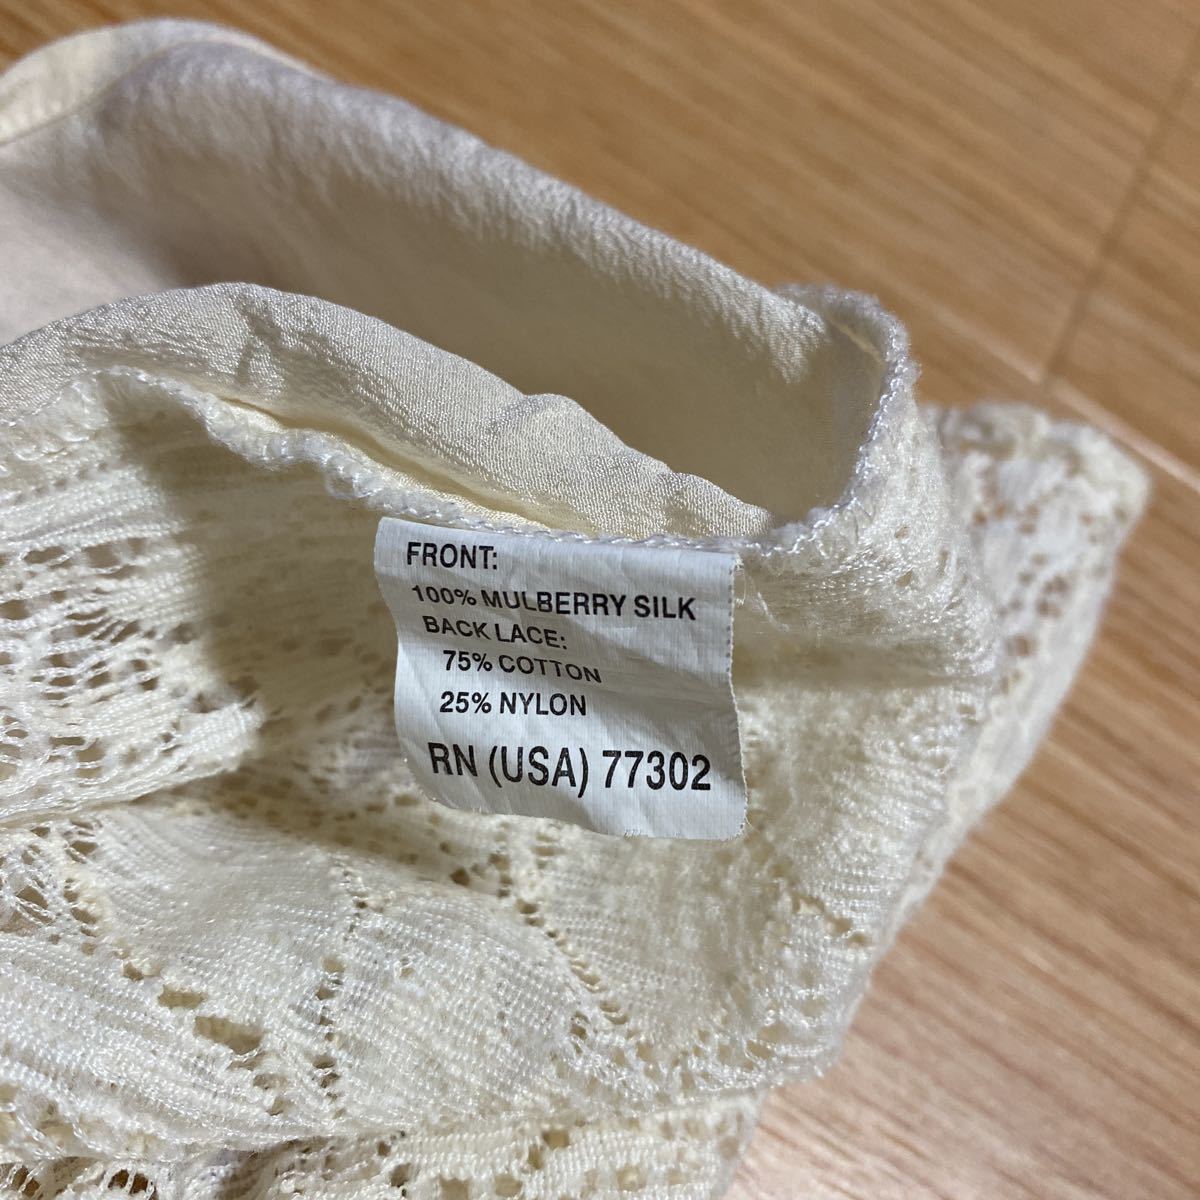 FRONT:
100% MULBERRY SILK
BACK LACE:
75% COTTON
25% NYLON
RN (USA) 77302